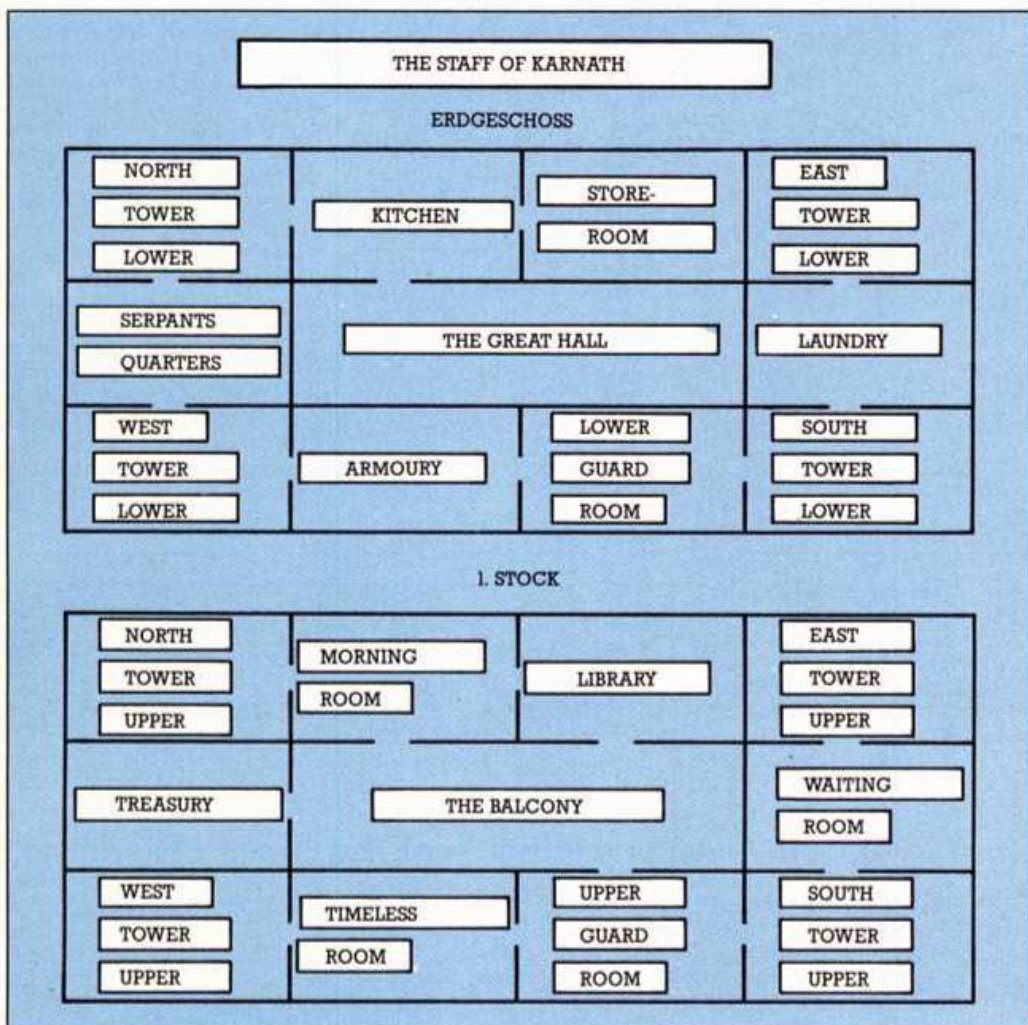 THE STAFF OF KARNATH
ERDGESCHOSS
NORTH
TOWER
LOWER
KITCHEN
STORE-
ROOM
EAST
TOWER
LOWER
SERPANTS
QUARTERS
THE GREAT HALL
LAUNDRY
WEST
TOWER
LOWER
ARMOURY
LOWER
GUARD
ROOM
SOUTH
TOWER
LOWER
1. STOCK
NORTH
TOWER
UPPER
MORNING
ROOM
LIBRARY
EAST
TOWER
UPPER
TREASURY
THE BALCONY
WAITING
ROOM
WEST
TOWER
UPPER
TIMELESS
ROOM
UPPER
GUARD
ROOM
SOUTH
TOWER
UPPER